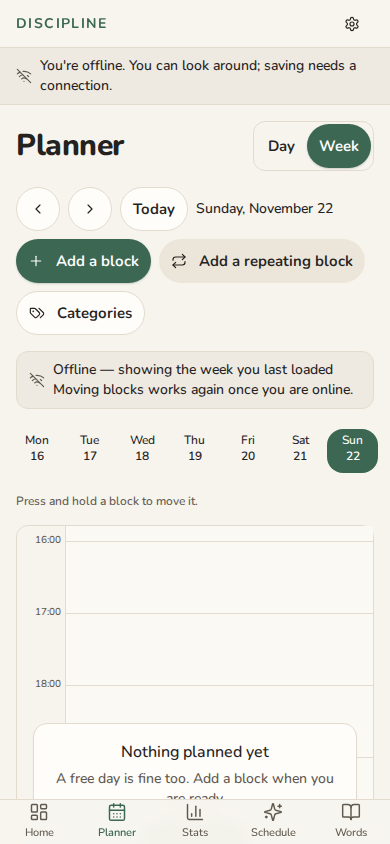 DISCIPLINE
You're offline. You can look around; saving needs a
connection.
Planner
Day Week
Today Sunday, November 22
Add a block Add a repeating block
Categories
Offline — showing the week you last loaded
Moving blocks works again once you are online.
Mon Tue Wed Thu Fri Sat Sun
16 17 18 19 20 21 22
Press and hold a block to move it.
16:00
17:00
18:00
Nothing planned yet
A free day is fine too. Add a block when you
are ready.
Home Planner Stats Schedule Words